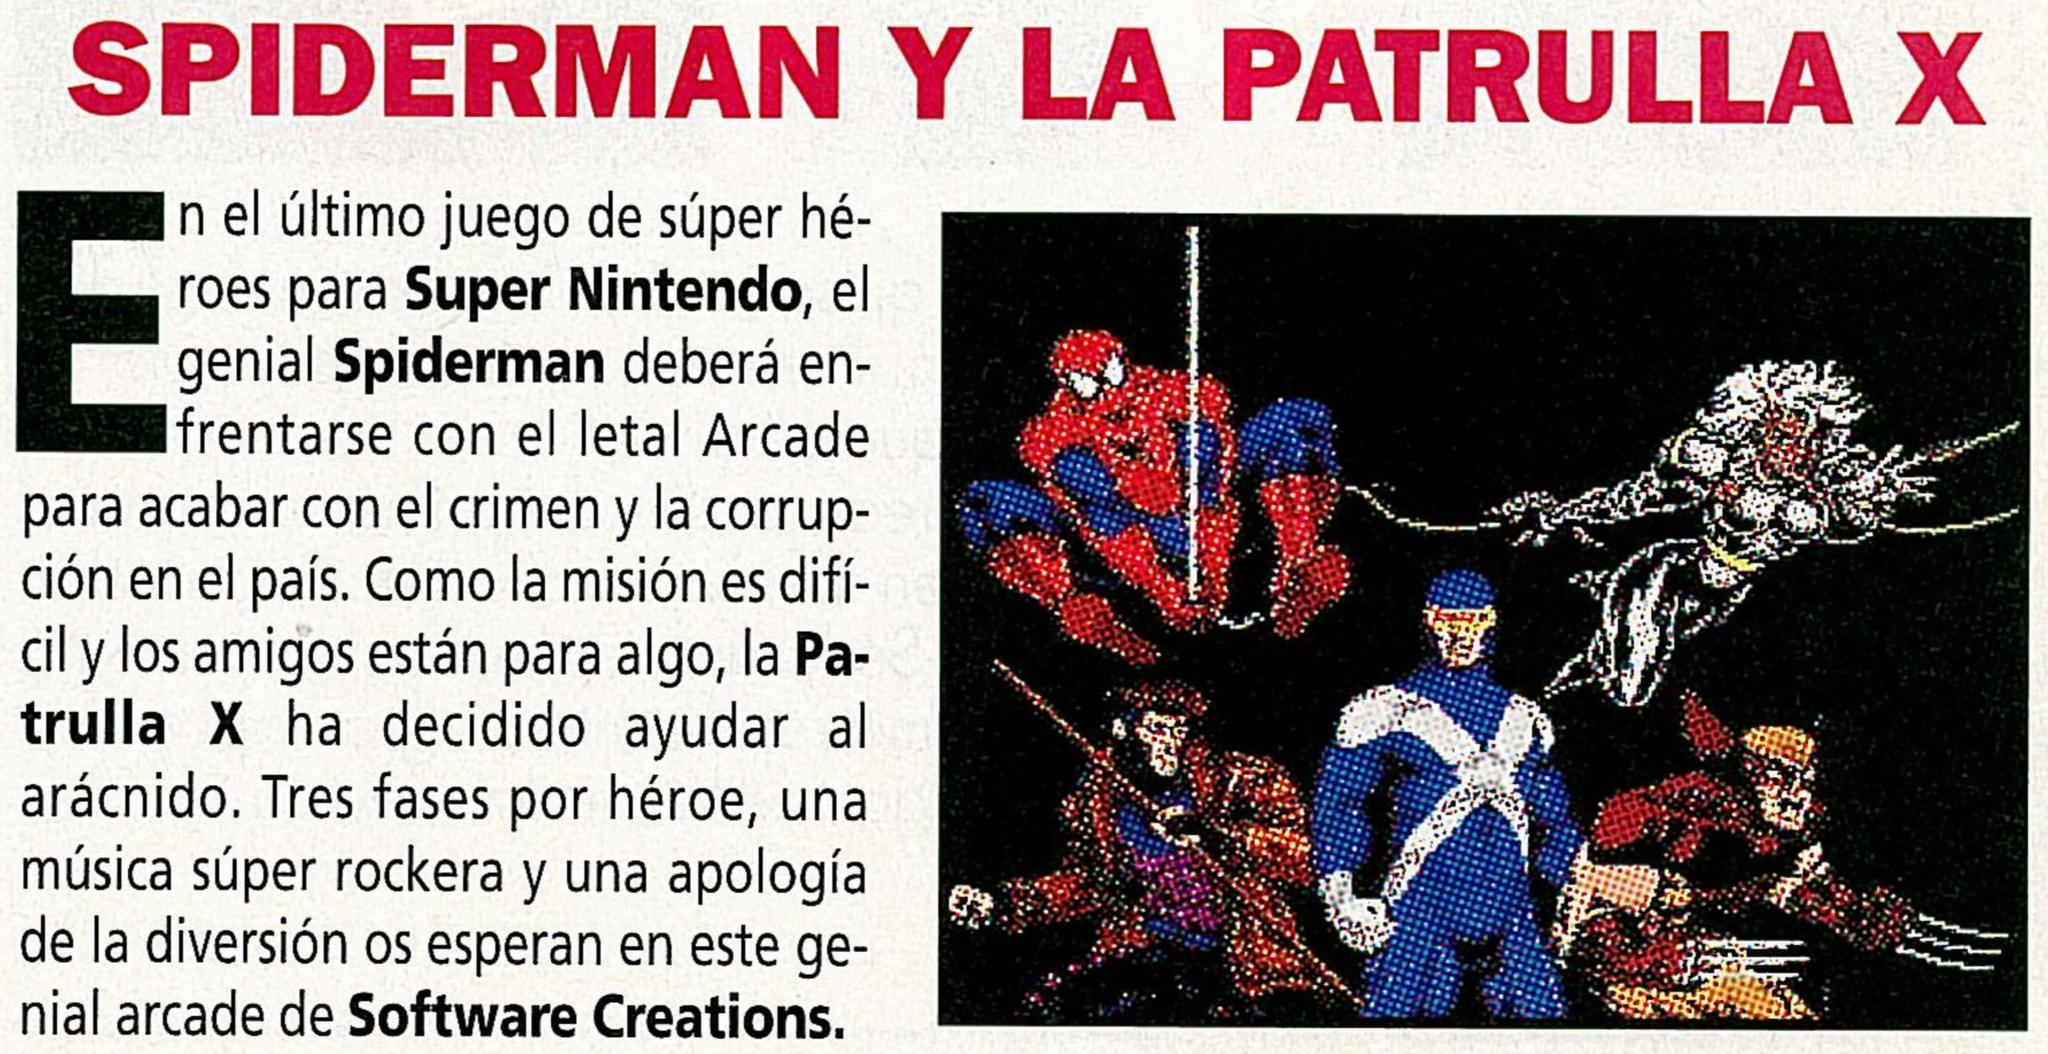 SPIDERMAN Y LA PATRULLA X
En el último juego de súper hé-
roes para Super Nintendo, el
genial Spiderman deberá en-
frentarse con el letal Arcade
para acabar con el crimen y la corrup-
ción en el país. Como la misión es difí-
cil y los amigos están para algo, la Pa-
trulla X ha decidido ayudar al
arácnido. Tres fases por héroe, una
música súper rockera y una apología
de la diversión os esperan en este ge-
nial arcade de Software Creations.